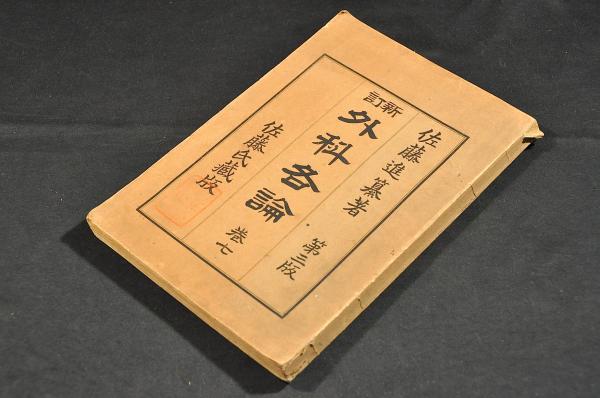 佐藤進纂著 第三版
新訂
外科各論
佐藤氏藏版 卷七